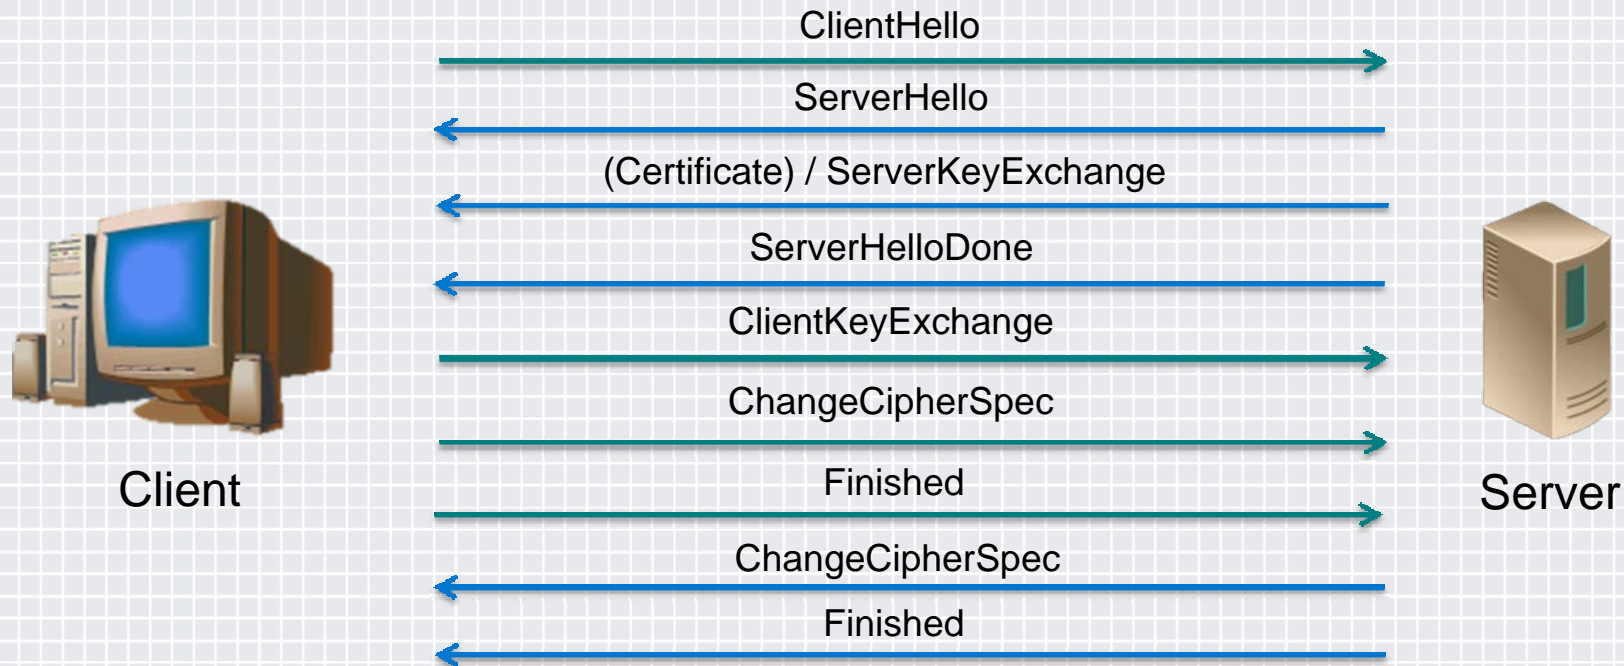 ClientHello
ServerHello
(Certificate) / ServerKeyExchange
ServerHelloDone
ClientKeyExchange
ChangeCipherSpec
Finished
ChangeCipherSpec
Finished
Client
Server